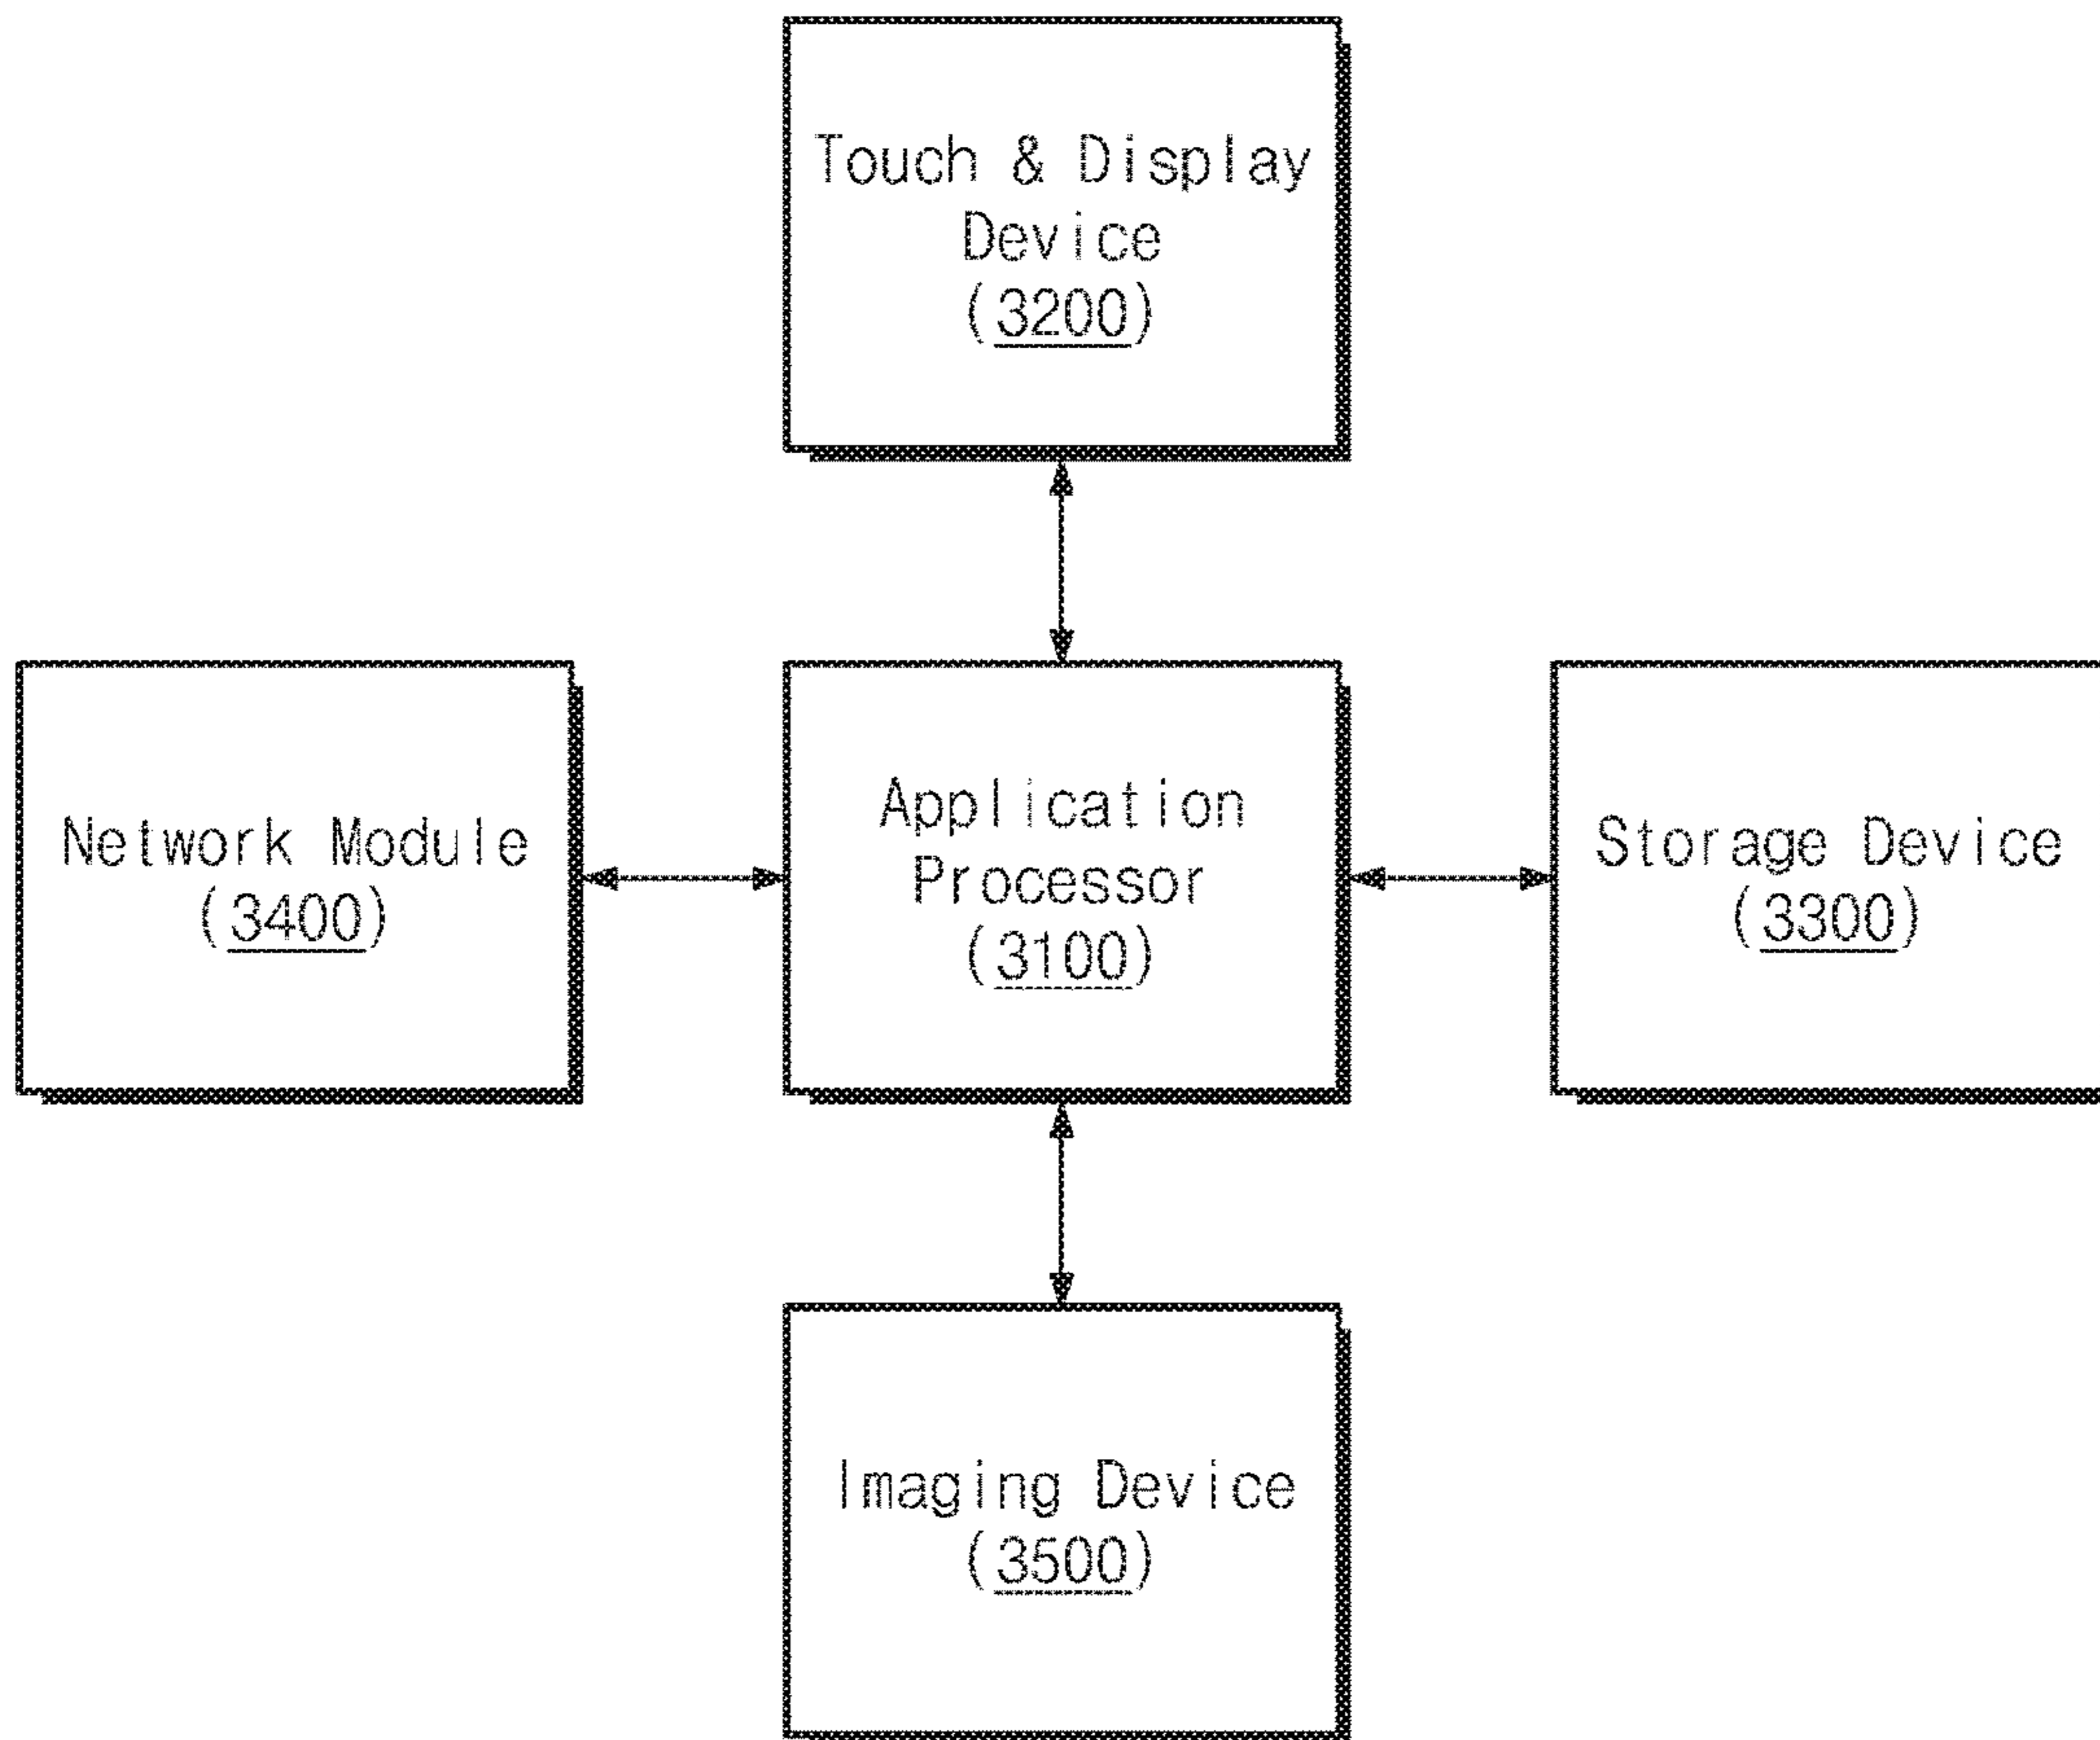 Touch & Display
Device
(3200)
Network Module
(3400)
Application
Processor
(3100)
Storage Device
(3300)
Imaging Device
(3500)